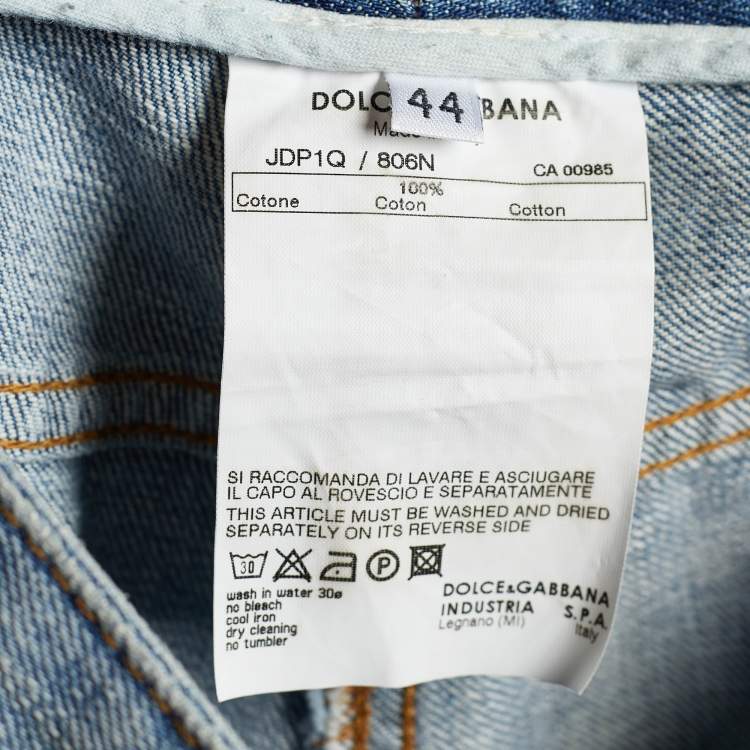 DOLC
44
BBANA
Made
JDP1Q / 806N
CA 00985
100%
Cotone Coton Cotton
SI RACCOMANDA DI LAVARE E ASCIUGARE
IL CAPO AL ROVESCIO E SEPARATAMENTE
THIS ARTICLE MUST BE WASHED AND DRIED
SEPARATELY ON ITS REVERSE SIDE
30
P
wash in water 30ø
no bleach
cool iron
dry cleaning
no tumbler
DOLCE&GABBANA
INDUSTRIA S.P.A.
Legnano (MI) Italy